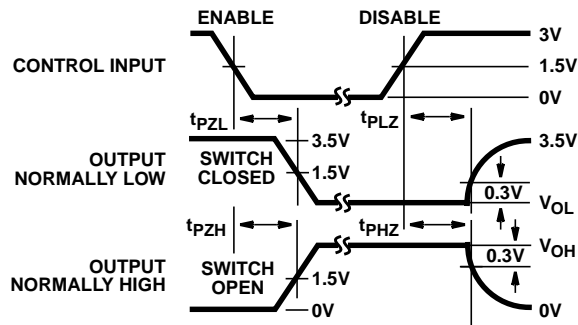 ENABLE DISABLE
3V
CONTROL INPUT 1.5V
0V
tPZL tPLZ
3.5V 3.5V
OUTPUT
NORMALLY LOW
SWITCH
CLOSED
1.5V
0.3V
VOL
tPZH tPHZ
VOH
0.3V
OUTPUT
NORMALLY HIGH
SWITCH
OPEN
1.5V
0V 0V